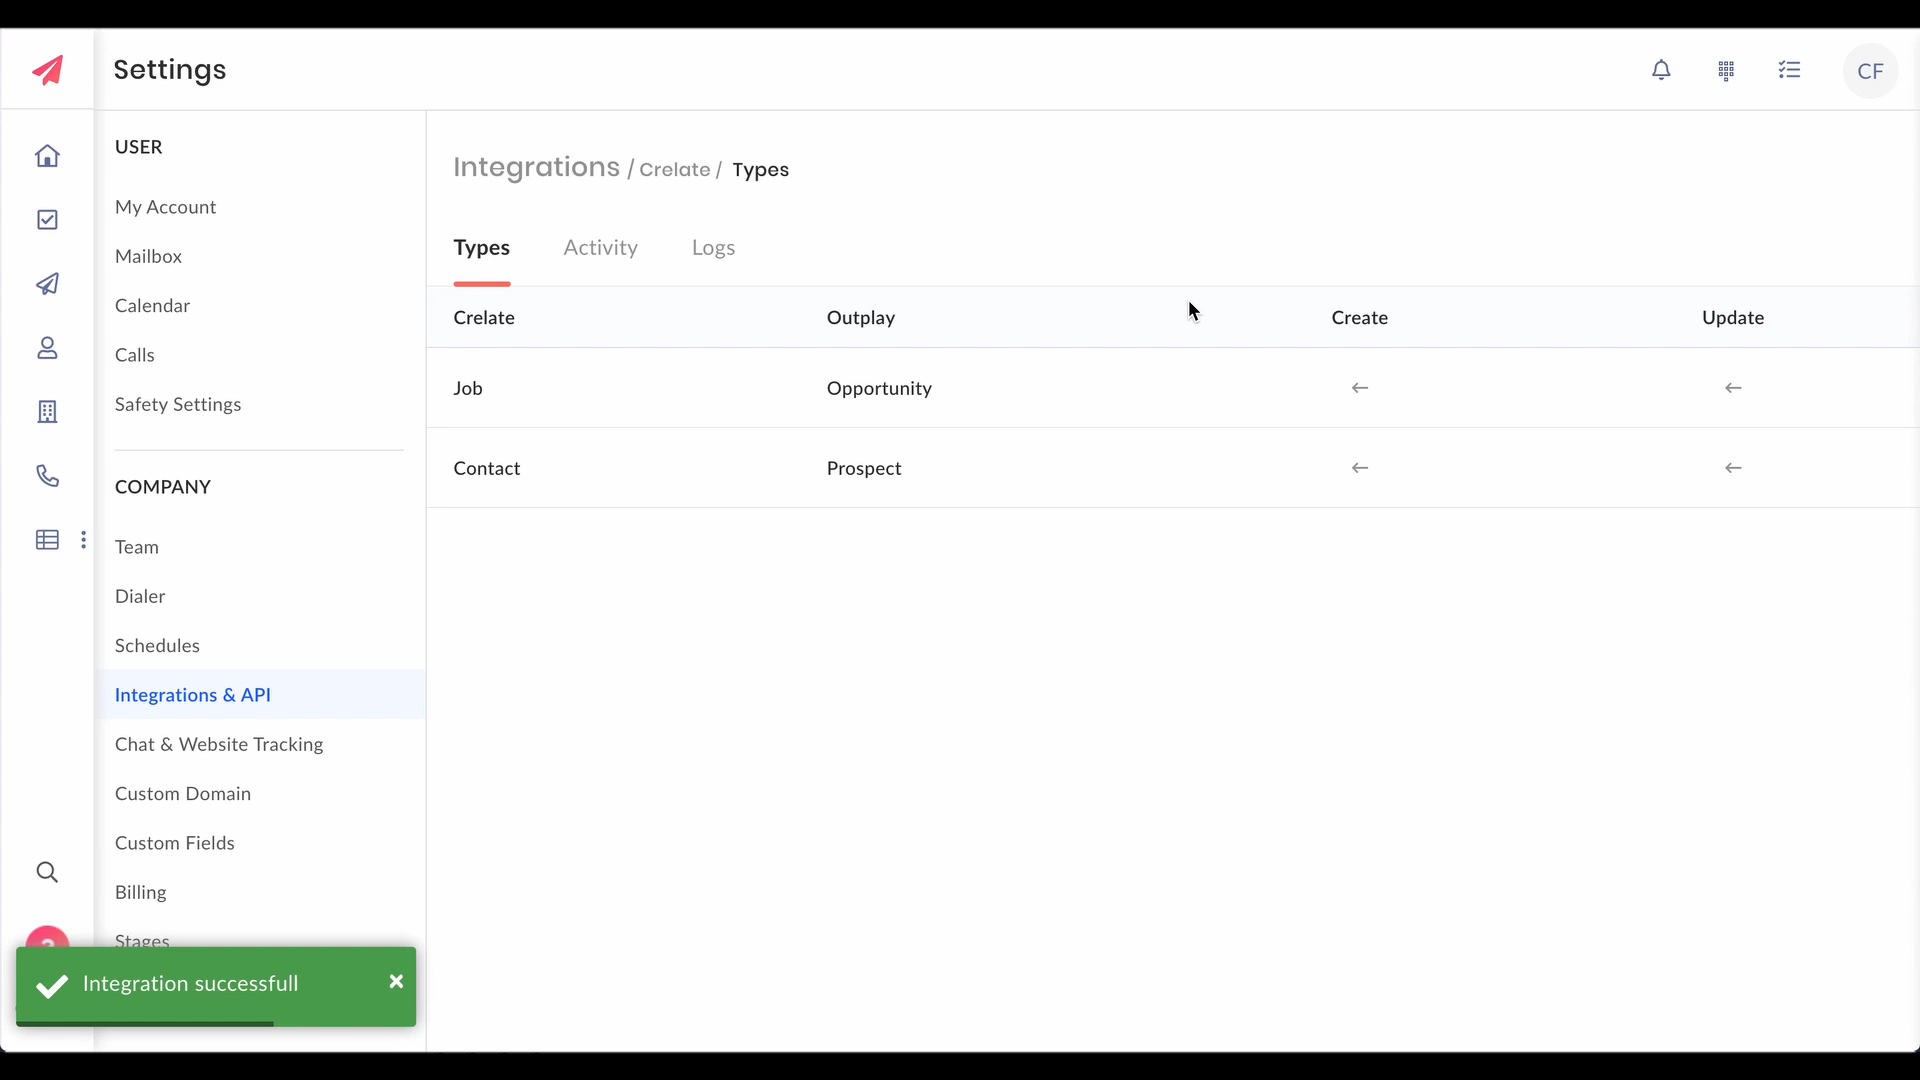 Settings
CF
USER
My Account
Mailbox
Calendar
Calls
Safety Settings
COMPANY
Team
Dialer
Schedules
Integrations & API
Chat & Website Tracking
Custom Domain
Custom Fields
Billing
Stages
Integration successfull
Integrations / Crelate / Types
Types Activity Logs
Crelate Outplay Create Update
Job Opportunity ← ←
Contact Prospect ← ←